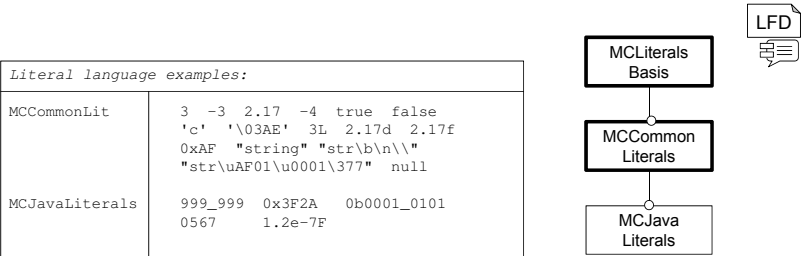 Literal language examples:
MCCommonLit 3 -3 2.17 -4 true false
'c' '\03AE' 3L 2.17d 2.17f
0xAF "string" "str\b\n\\"
"str\uAF01\u0001\377" null
MCJavaLiterals 999_999 0x3F2A 0b0001_0101
0567 1.2e-7F
LFD
MCLiterals
Basis
MCCommon
Literals
MCJava
Literals